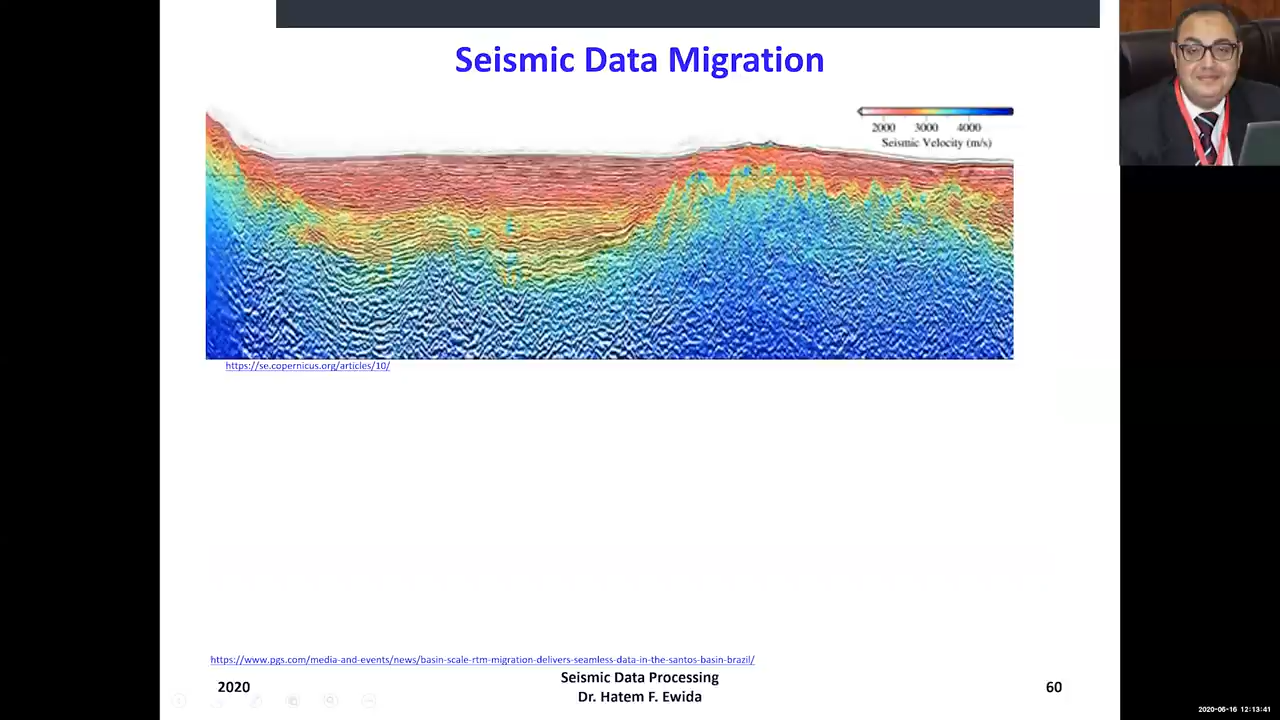 Seismic Data Migration
2000 3000 4000
Seismic Velocity (m/s)
https://se.copernicus.org/articles/10/
https://www.pgs.com/media-and-events/news/basin-scale-rtm-migration-delivers-seamless-data-in-the-santos-basin-brazil/
Seismic Data Processing
2020
Dr. Hatem F. Ewida
60
2020-06-16 12:13:41